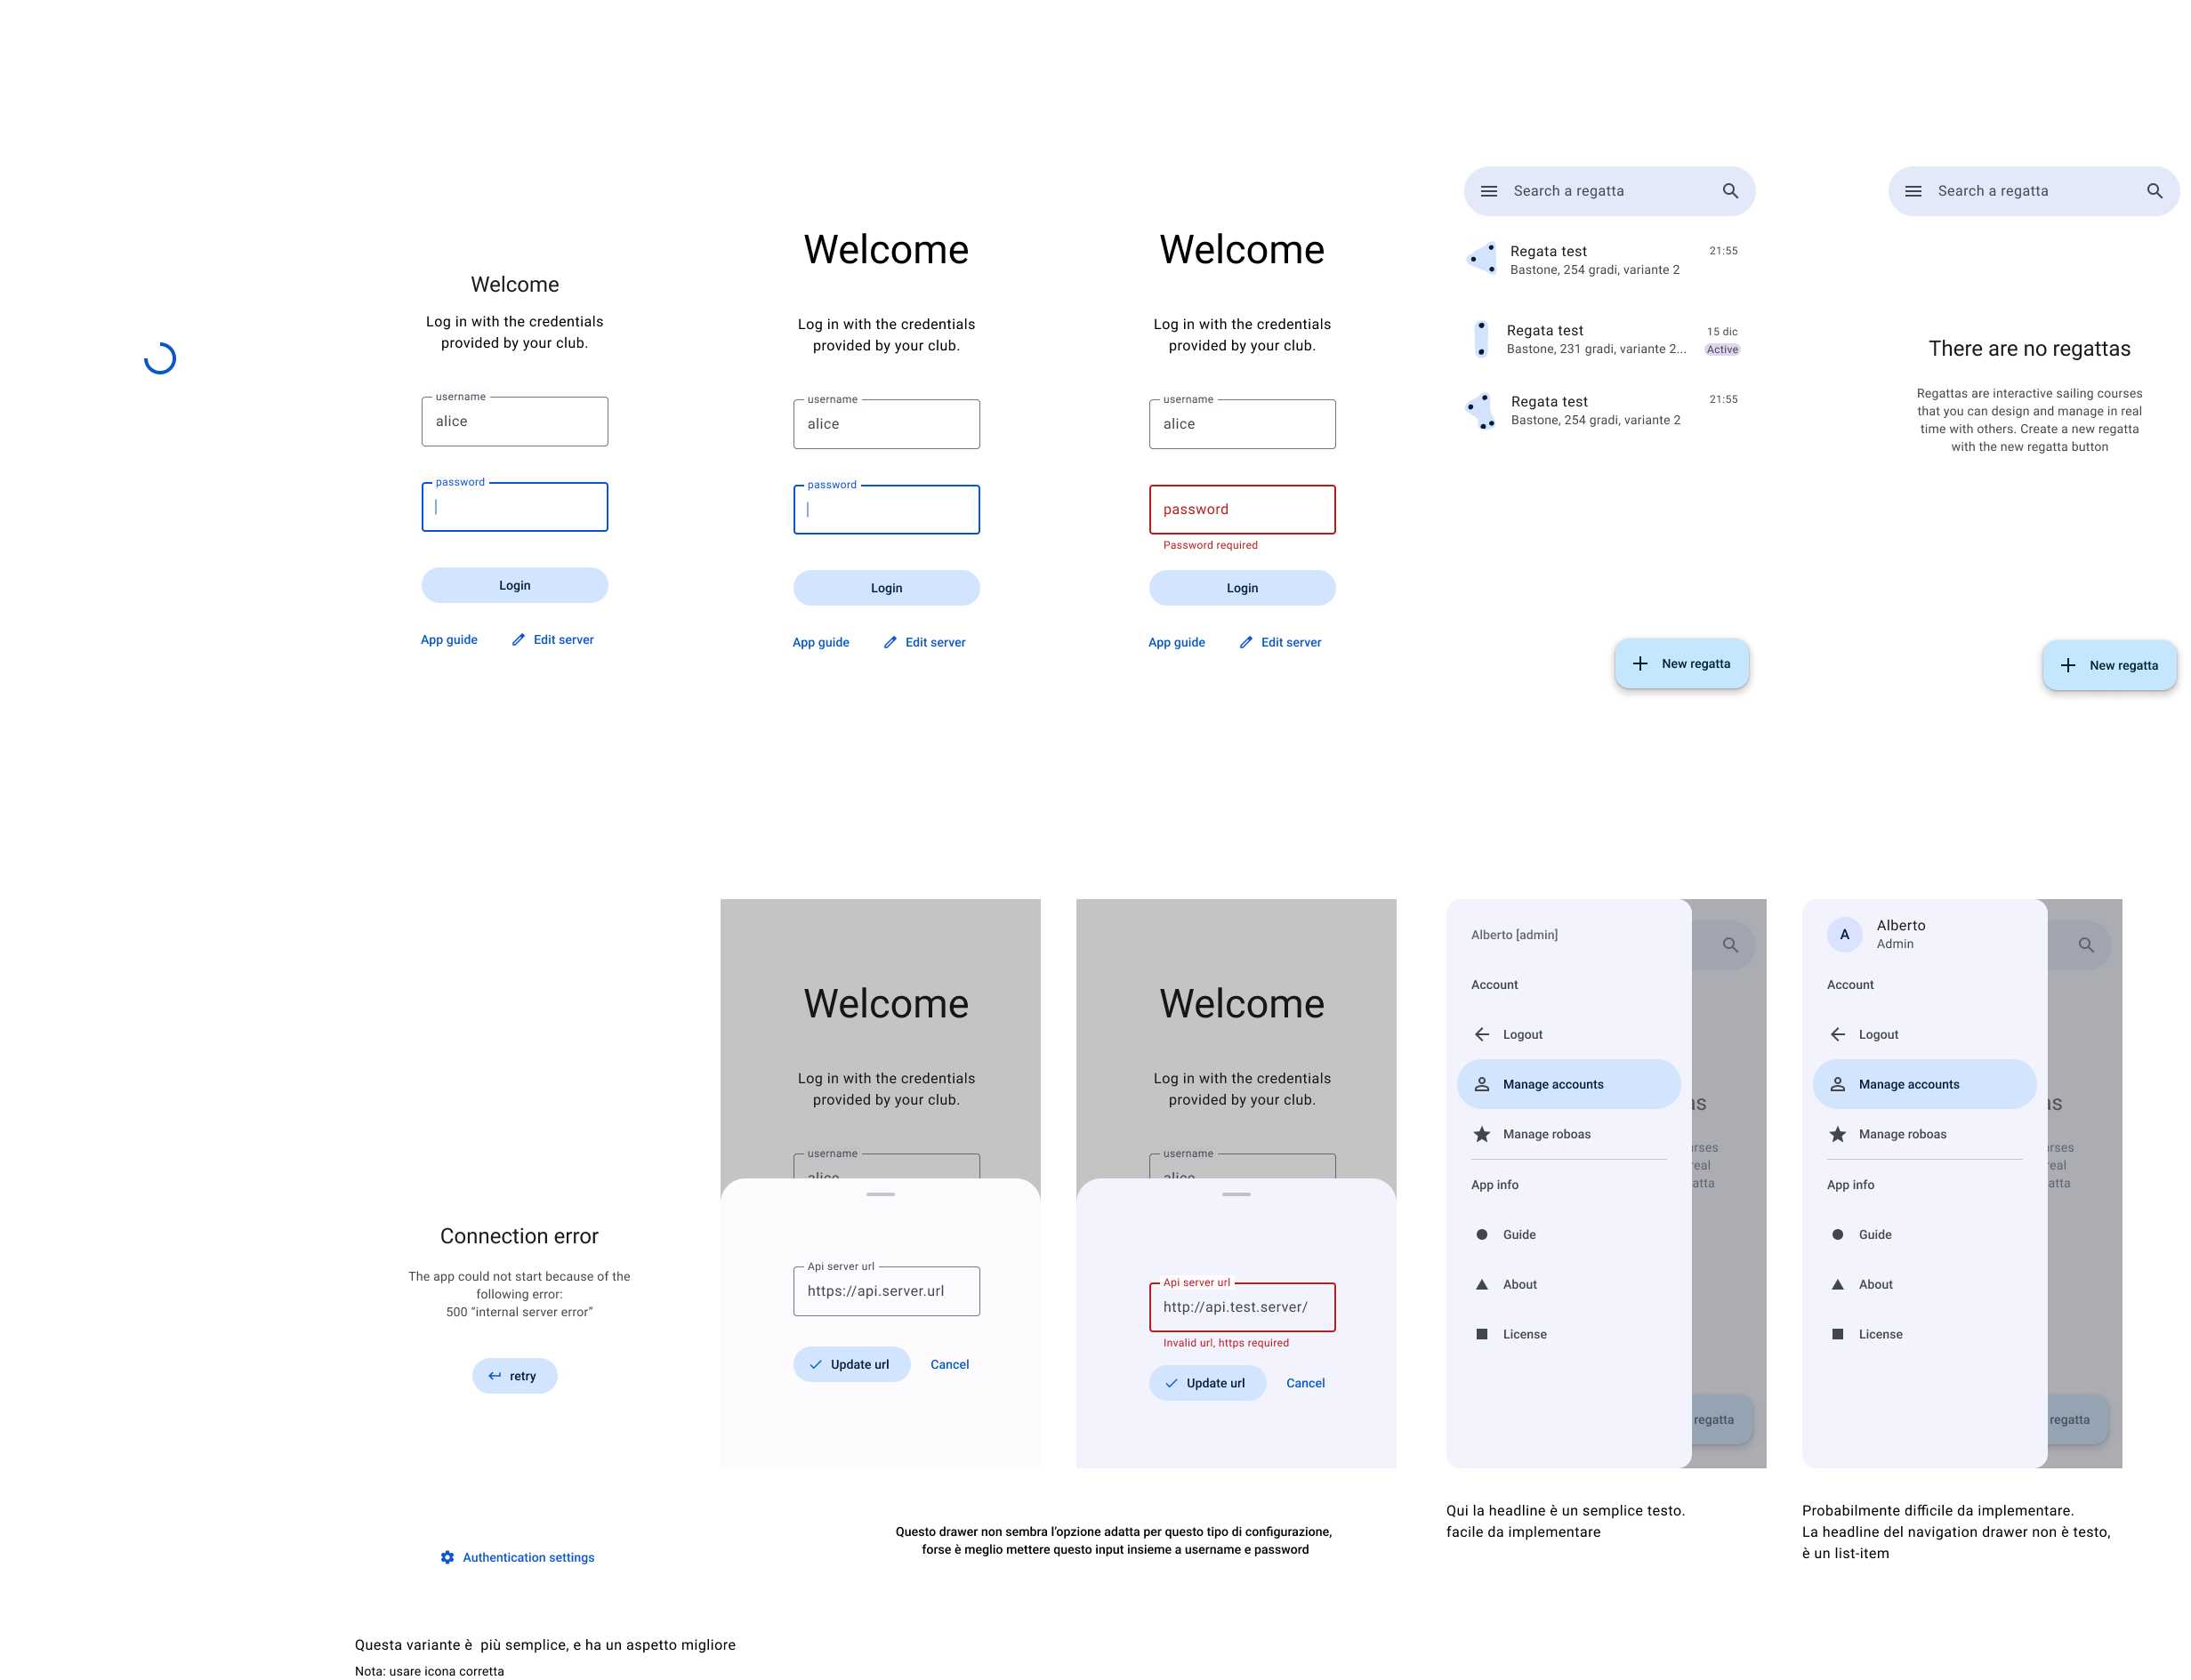 Welcome
Log in with the credentials
provided by your club.
username
alice
password
Login
App guide
Edit server
Welcome
Log in with the credentials
provided by your club.
username
alice
password
Login
App guide
Edit server
Welcome
Log in with the credentials
provided by your club.
username
alice
password
Password required
Login
App guide
Edit server
Search a regatta
Regata test
21:55
Bastone, 254 gradi, variante 2
Regata test
15 dic
Bastone, 231 gradi, variante 2...
Active
Regata test
21:55
Bastone, 254 gradi, variante 2
New regatta
Search a regatta
There are no regattas
Regattas are interactive sailing courses
that you can design and manage in real
time with others. Create a new regatta
with the new regatta button
New regatta
Connection error
The app could not start because of the
following error:
500 “internal server error”
retry
Authentication settings
Questa variante è  più semplice, e ha un aspetto migliore
Nota: usare icona corretta
Welcome
Log in with the credentials
provided by your club.
username
alice
Api server url
https://api.server.url
Update url
Cancel
Welcome
Log in with the credentials
provided by your club.
username
alice
Api server url
http://api.test.server/
Invalid url, https required
Update url
Cancel
Questo drawer non sembra l’opzione adatta per questo tipo di configurazione,
forse è meglio mettere questo input insieme a username e password
Alberto [admin]
Account
Logout
Manage accounts
Manage roboas
App info
Guide
About
License
as
urses
real
atta
regatta
Qui la headline è un semplice testo.
facile da implementare
A
Alberto
Admin
Account
Logout
Manage accounts
Manage roboas
App info
Guide
About
License
as
urses
real
atta
regatta
Probabilmente difficile da implementare.
La headline del navigation drawer non è testo,
è un list-item